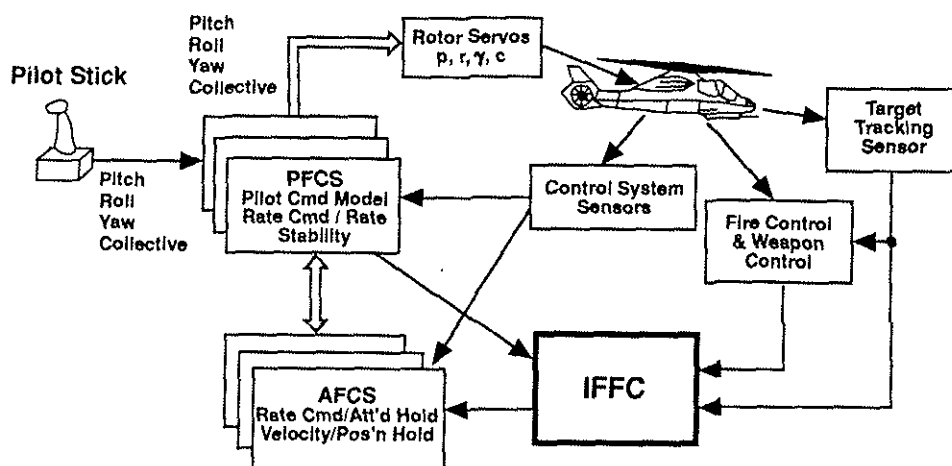 Pitch
Roll
Yaw
Collective
Rotor Servos
p, r, γ, c
Pilot Stick
Target
Tracking
Sensor
Pitch
Roll
Yaw
Collective
PFCS
Pilot Cmd Model
Rate Cmd / Rate
Stability
Control System
Sensors
Fire Control
& Weapon
Control
AFCS
Rate Cmd/Att'd Hold
Velocity/Pos'n Hold
IFFC